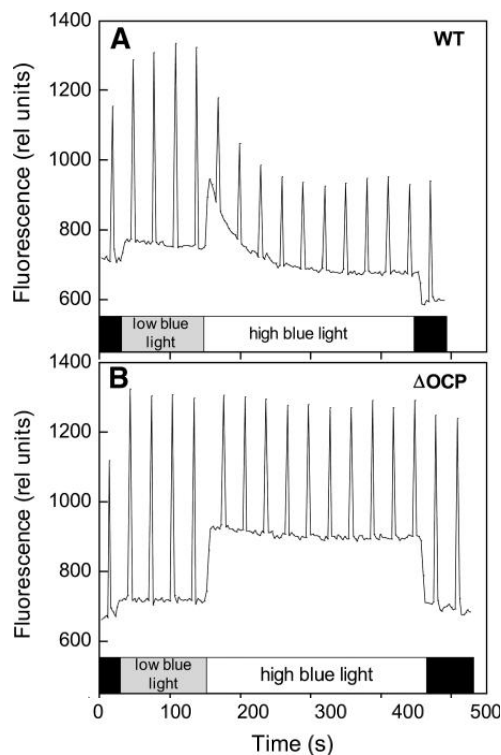 1400
A
WT
1200
1000
800
600
Fluorescence (rel units)
low blue
light
high blue light
1400
B
ΔOCP
1200
1000
800
600
Fluorescence (rel units)
low blue
light
high blue light
0
100
200
300
400
500
Time (s)